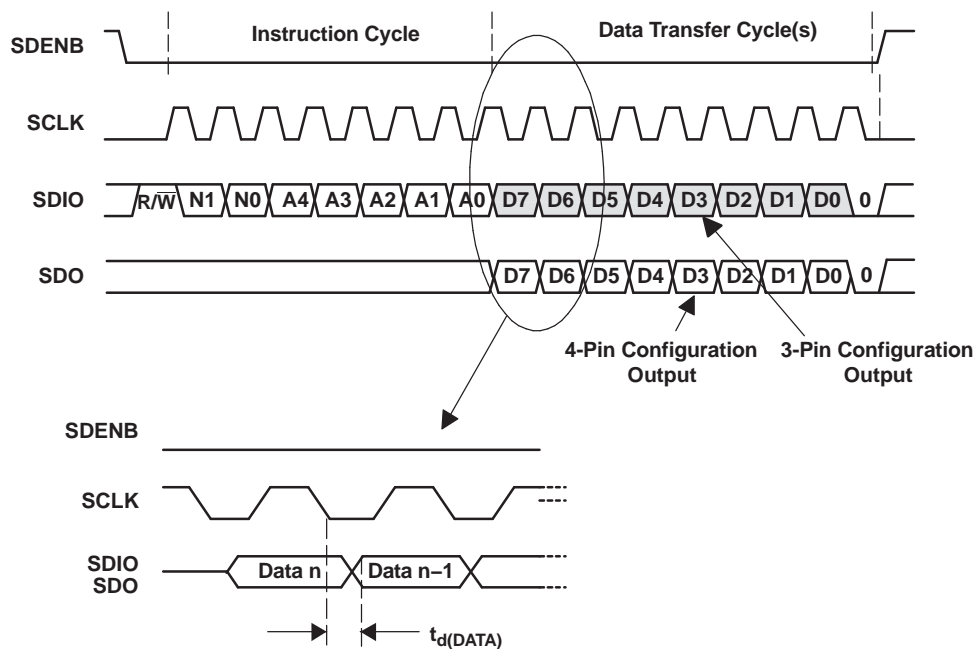 Instruction Cycle Data Transfer Cycle(s)
SDENB
SCLK
SDIO R/W̅ N1 N0 A4 A3 A2 A1 A0 D7 D6 D5 D4 D3 D2 D1 D0 0
SDO D7 D6 D5 D4 D3 D2 D1 D0 0
4-Pin Configuration Output
3-Pin Configuration Output
SDENB
SCLK
SDIO
SDO
Data n Data n−1
td(DATA)